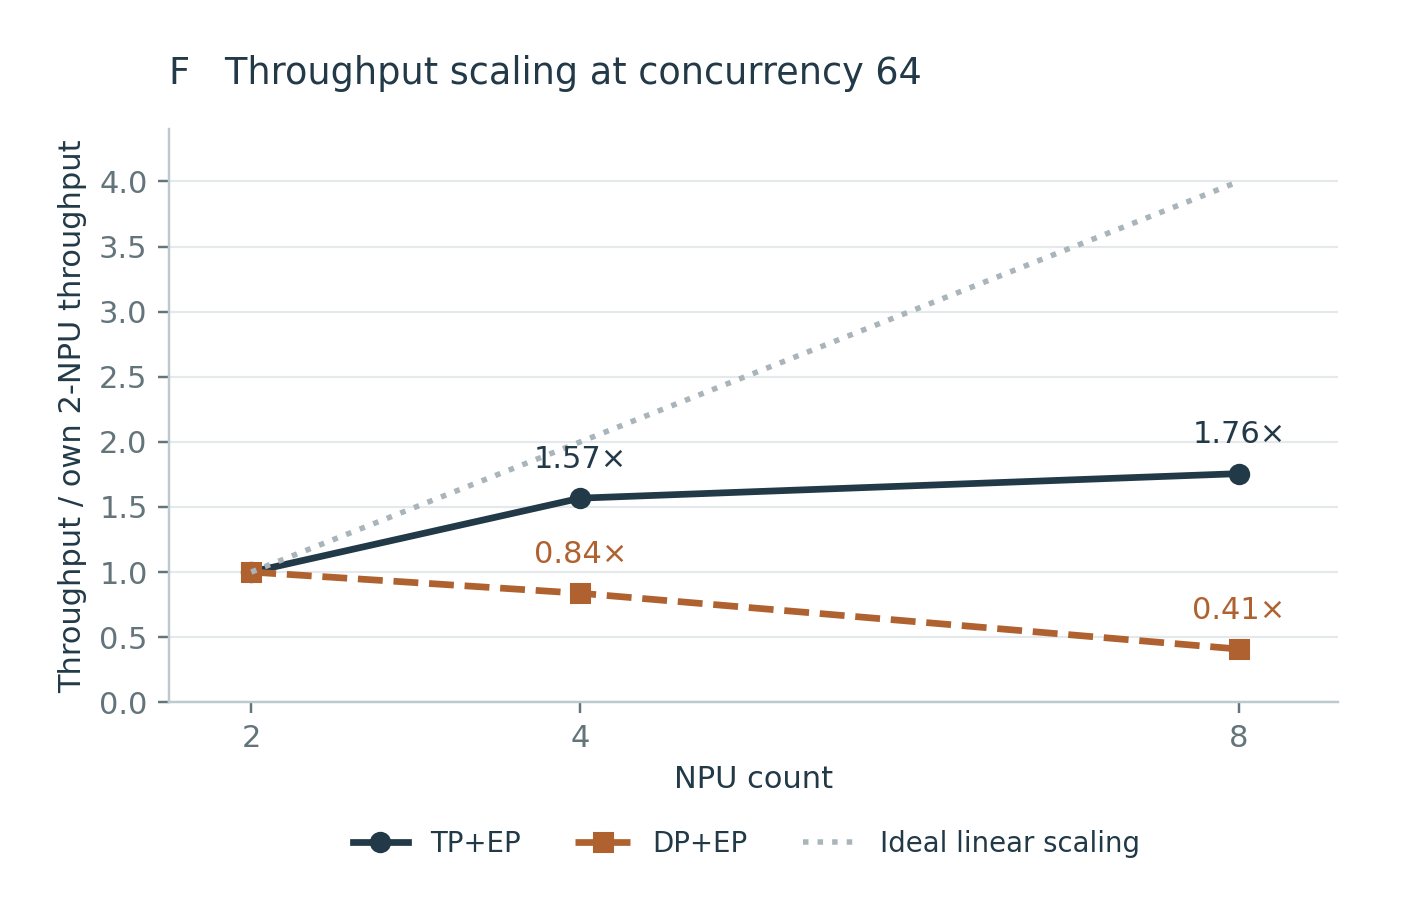 F Throughput scaling at concurrency 64
Throughput / own 2-NPU throughput
4.0
3.5
3.0
2.5
2.0
1.5
1.0
0.5
0.0
1.57×
1.76×
0.84×
0.41×
2 4 8
NPU count
TP+EP DP+EP Ideal linear scaling